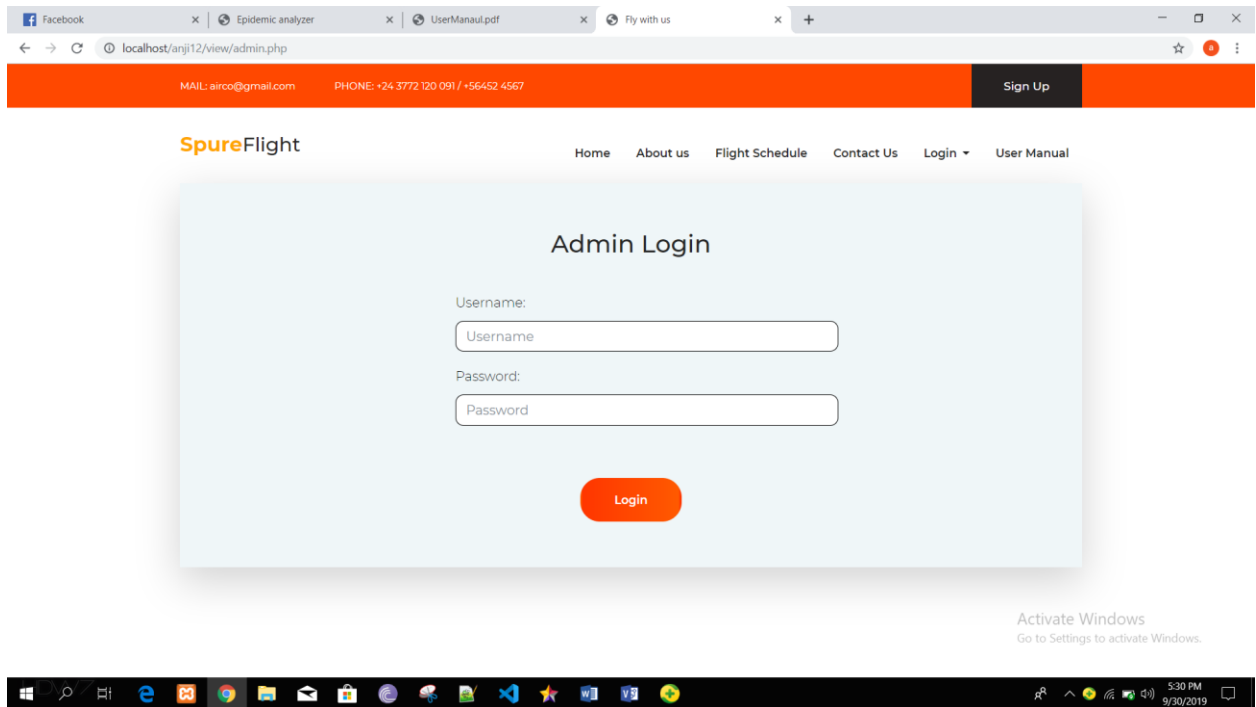 Facebook Epidemic analyzer UserManaul.pdf Fly with us
localhost/anji12/view/admin.php a
MAIL: airco@gmail.com PHONE: +24 3772 120 091 / +56452 4567 Sign Up
SpureFlight
Home About us Flight Schedule Contact Us Login User Manual
Admin Login
Username:
Username
Password:
Password
Login
Activate Windows
Go to Settings to activate Windows.
5:30 PM
9/30/2019